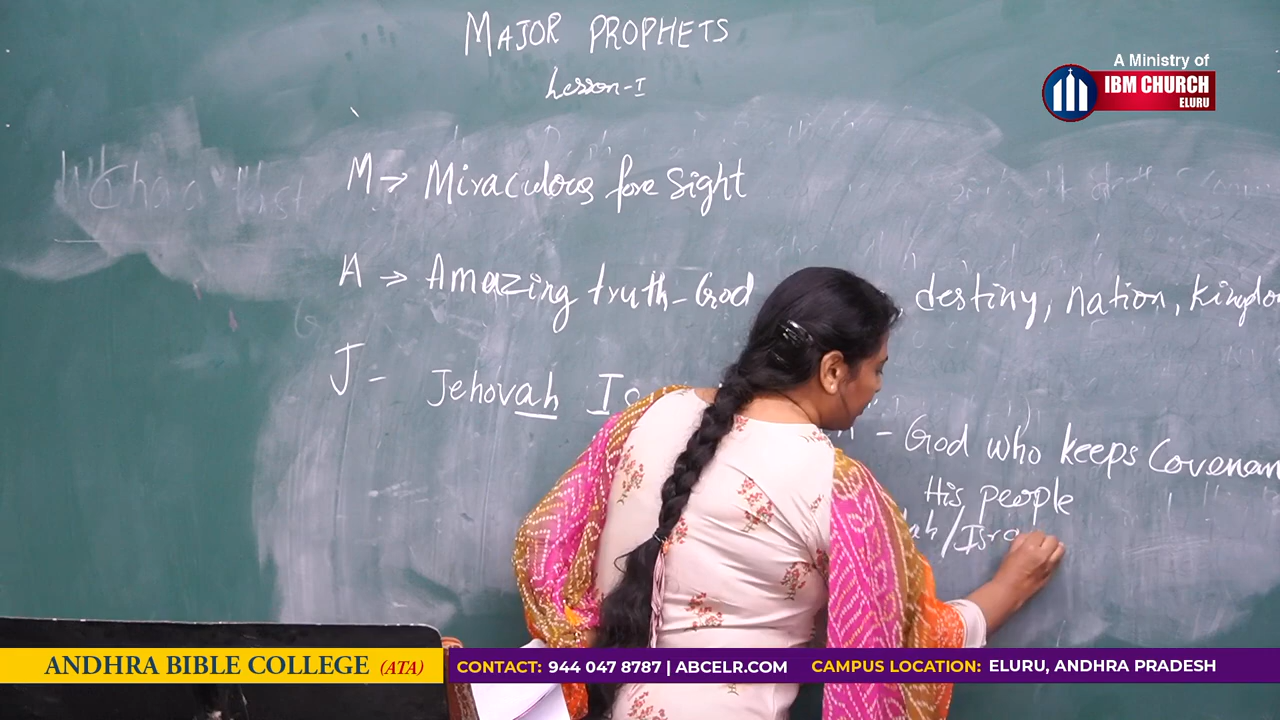 MAJOR PROPHETS
Lesson-I
A Ministry of
IBM CHURCH
ELURU
M → Miraculous fore Sight
A → Amazing truth - God destiny, nation, kingdo
J - Jehovah - God who keeps Covenan
His people
ah / Isra
ANDHRA BIBLE COLLEGE (ATA)
CONTACT: 944 047 8787 | ABCELR.COM
CAMPUS LOCATION: ELURU, ANDHRA PRADESH